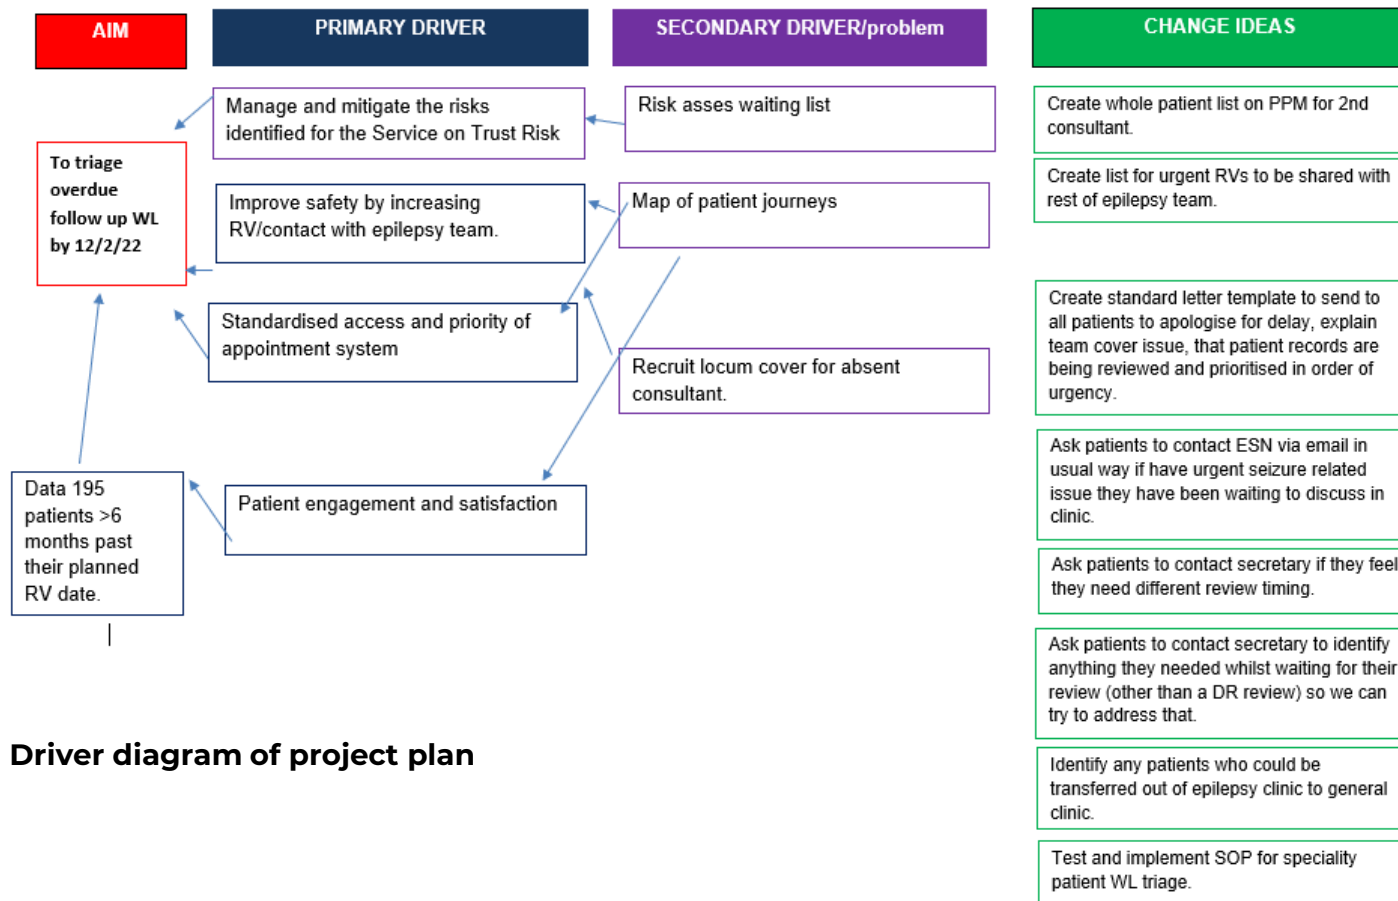 AIM
PRIMARY DRIVER
SECONDARY DRIVER/problem
CHANGE IDEAS
To triage
overdue
follow up WL
by 12/2/22
Data 195
patients >6
months past
their planned
RV date.
Manage and mitigate the risks
identified for the Service on Trust Risk
Improve safety by increasing
RV/contact with epilepsy team.
Standardised access and priority of
appointment system
Patient engagement and satisfaction
Risk asses waiting list
Map of patient journeys
Recruit locum cover for absent
consultant.
Create whole patient list on PPM for 2nd
consultant.
Create list for urgent RVs to be shared with
rest of epilepsy team.
Create standard letter template to send to
all patients to apologise for delay, explain
team cover issue, that patient records are
being reviewed and prioritised in order of
urgency.
Ask patients to contact ESN via email in
usual way if have urgent seizure related
issue they have been waiting to discuss in
clinic.
Ask patients to contact secretary if they feel
they need different review timing.
Ask patients to contact secretary to identify
anything they needed whilst waiting for their
review (other than a DR review) so we can
try to address that.
Identify any patients who could be
transferred out of epilepsy clinic to general
clinic.
Test and implement SOP for speciality
patient WL triage.
Driver diagram of project plan